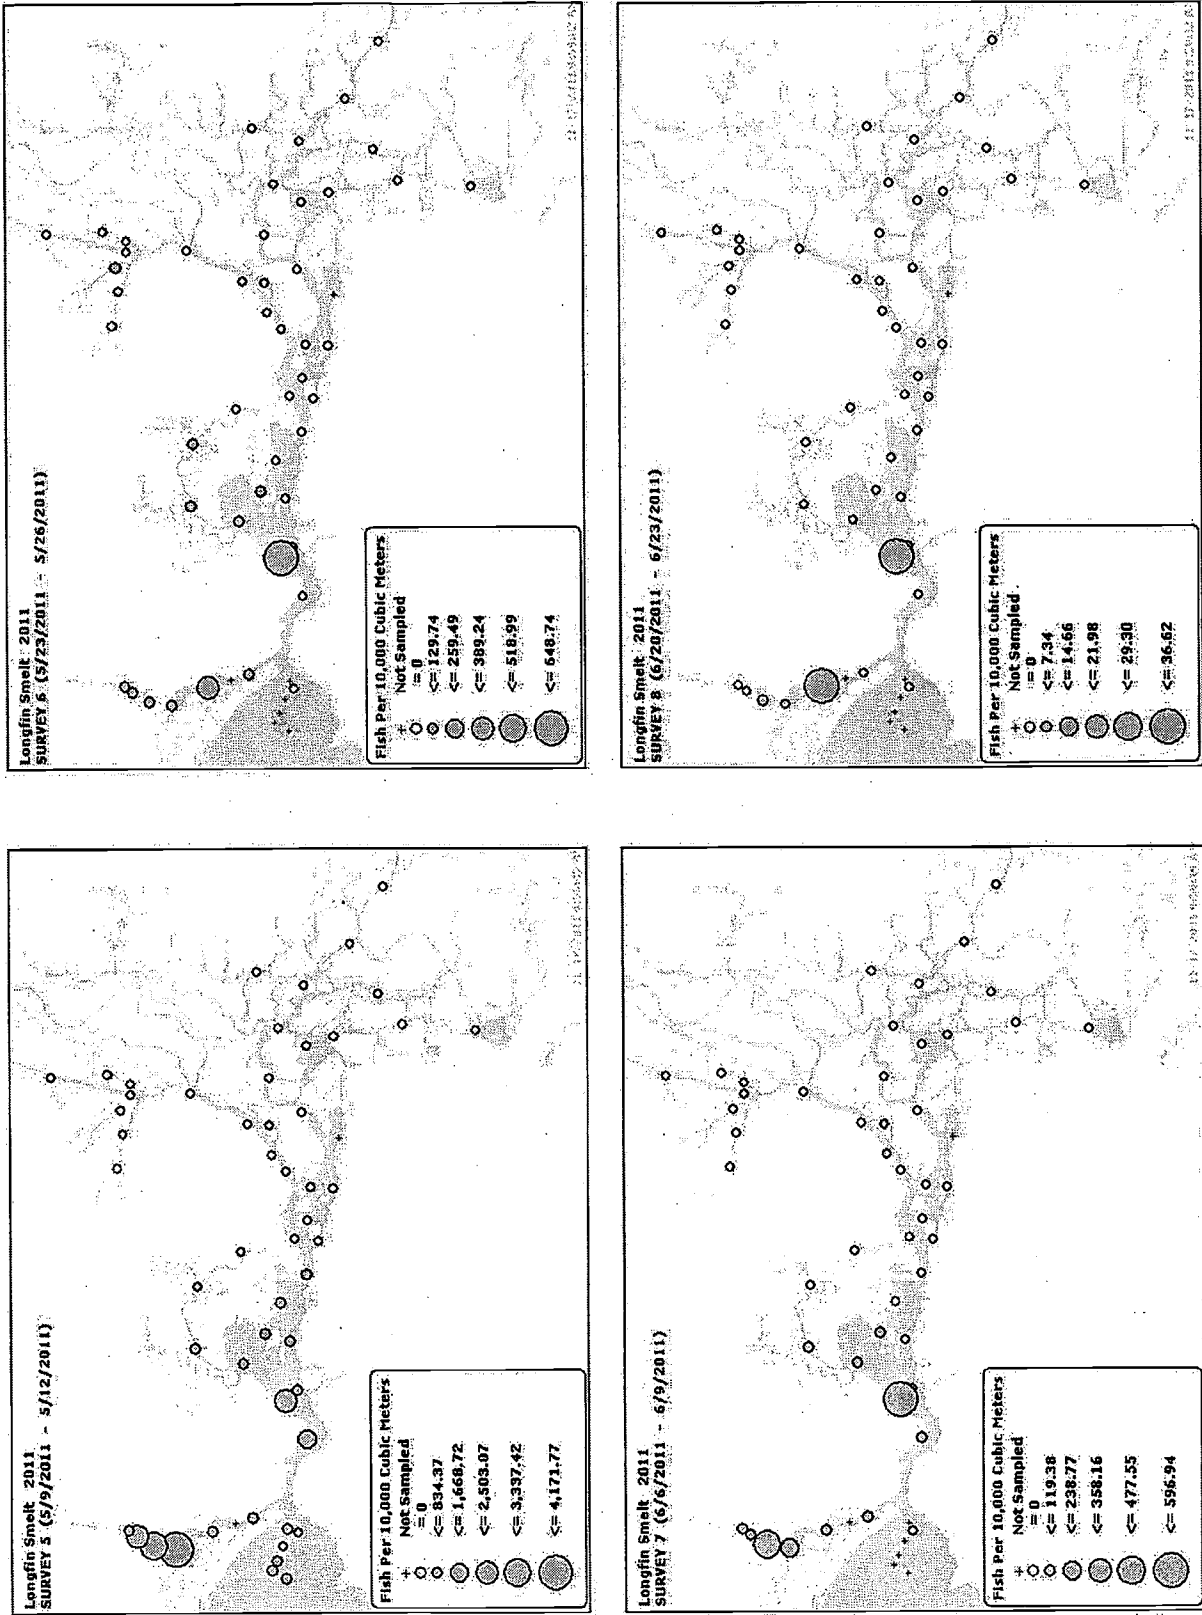 Longfin Smelt 2011
SURVEY 5 (5/9/2011 - 5/12/2011)
Fish Per 10,000 Cubic Meters
+ Not Sampled
=0
<= 834.37
<= 1,668.72
<= 2,503.07
<= 3,337.42
<= 4,171.77
Longfin Smelt 2011
SURVEY 6 (5/23/2011 - 5/26/2011)
Fish Per 10,000 Cubic Meters
+ Not Sampled
=0
<= 129.74
<= 259.49
<= 389.24
<= 518.99
<= 648.74
Longfin Smelt 2011
SURVEY 7 (6/6/2011 - 6/9/2011)
Fish Per 10,000 Cubic Meters
+ Not Sampled
=0
<= 119.38
<= 238.77
<= 358.16
<= 477.55
<= 596.94
Longfin Smelt 2011
SURVEY 8 (6/20/2011 - 6/23/2011)
Fish Per 10,000 Cubic Meters
+ Not Sampled
=0
<= 7.34
<= 14.66
<= 21.98
<= 29.30
<= 36.62